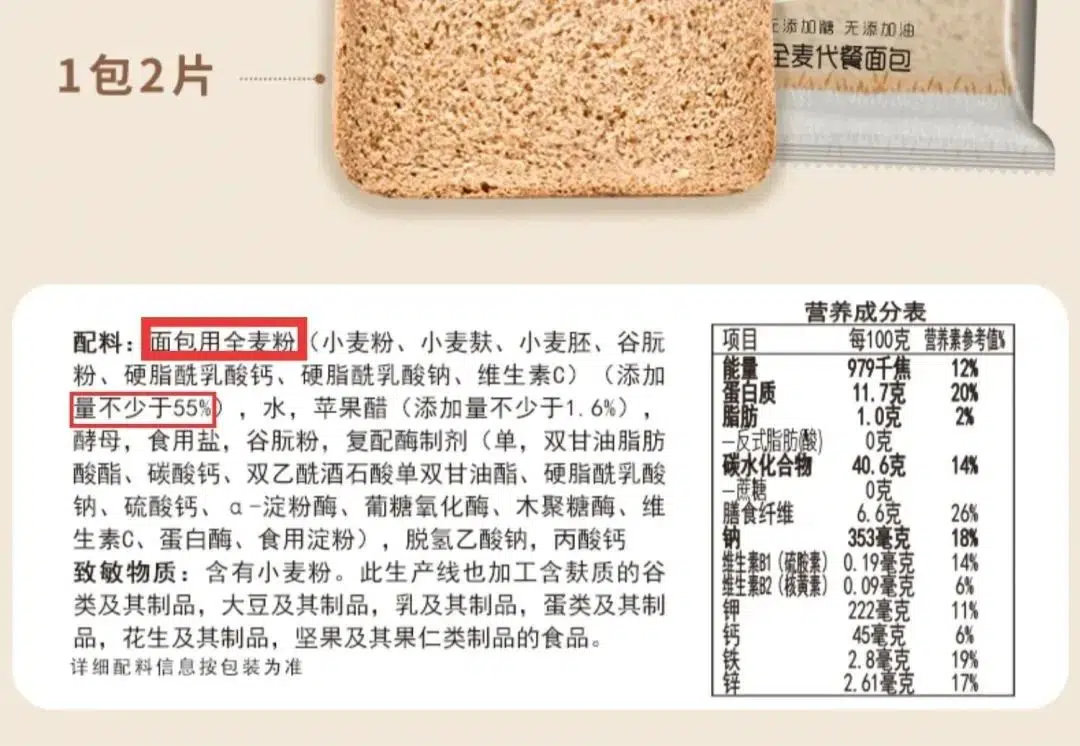 1包2片
无添加糖 无添加油
全麦代餐面包
配料：面包用全麦粉（小麦粉、小麦麸、小麦胚、谷朊
粉、硬脂酰乳酸钙、硬脂酰乳酸钠、维生素C）（添加
量不少于55%），水，苹果醋（添加量不少于1.6%），
酵母，食用盐，谷朊粉，复配酶制剂（单，双甘油脂肪
酸酯、碳酸钙、双乙酰酒石酸单双甘油酯、硬脂酰乳酸
钠、硫酸钙、α-淀粉酶、葡糖氧化酶、木聚糖酶、维
生素C、蛋白酶、食用淀粉），脱氢乙酸钠，丙酸钙
致敏物质：含有小麦粉。此生产线也加工含麸质的谷
类及其制品，大豆及其制品，乳及其制品，蛋类及其制
品，花生及其制品，坚果及其果仁类制品的食品。
详细配料信息按包装为准
营养成分表
项目 每100克 营养素参考值%
能量 979千焦 12%
蛋白质 11.7克 20%
脂肪 1.0克 2%
—反式脂肪(酸) 0克
碳水化合物 40.6克 14%
—蔗糖 0克
膳食纤维 6.6克 26%
钠 353毫克 18%
维生素B1（硫胺素） 0.19毫克 14%
维生素B2（核黄素） 0.09毫克 6%
钾 222毫克 11%
钙 45毫克 6%
铁 2.8毫克 19%
锌 2.61毫克 17%